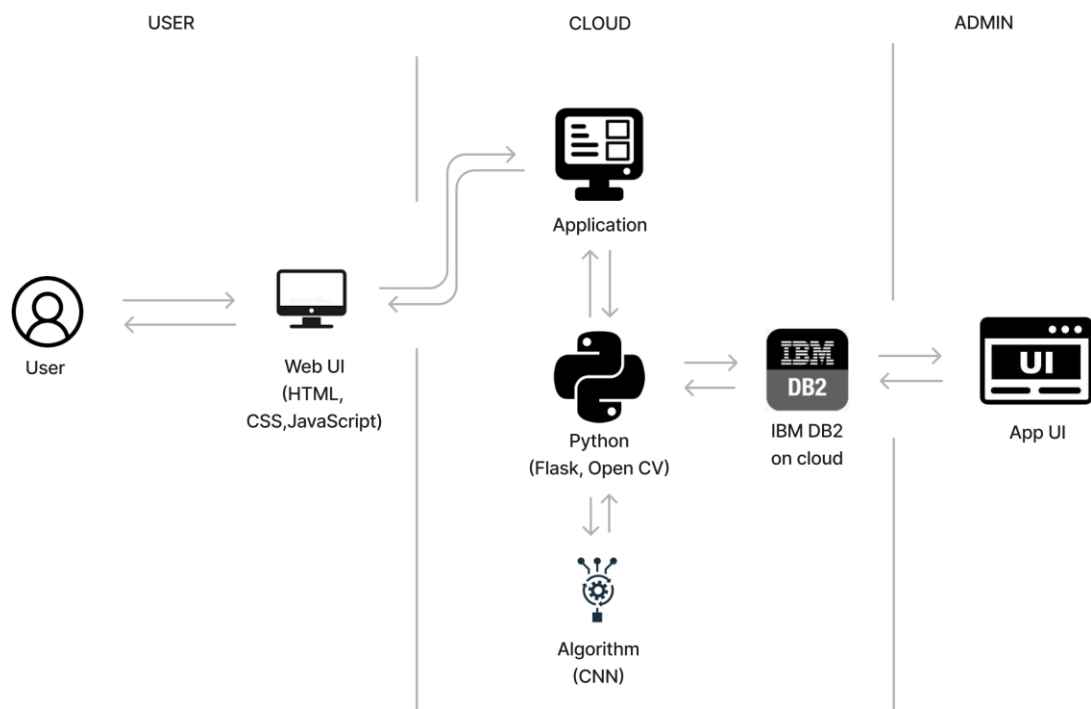 USER
CLOUD
ADMIN
Application
User
Web UI
(HTML,
CSS,JavaScript)
Python
(Flask, Open CV)
IBM
DB2
IBM DB2
on cloud
UI
App UI
Algorithm
(CNN)